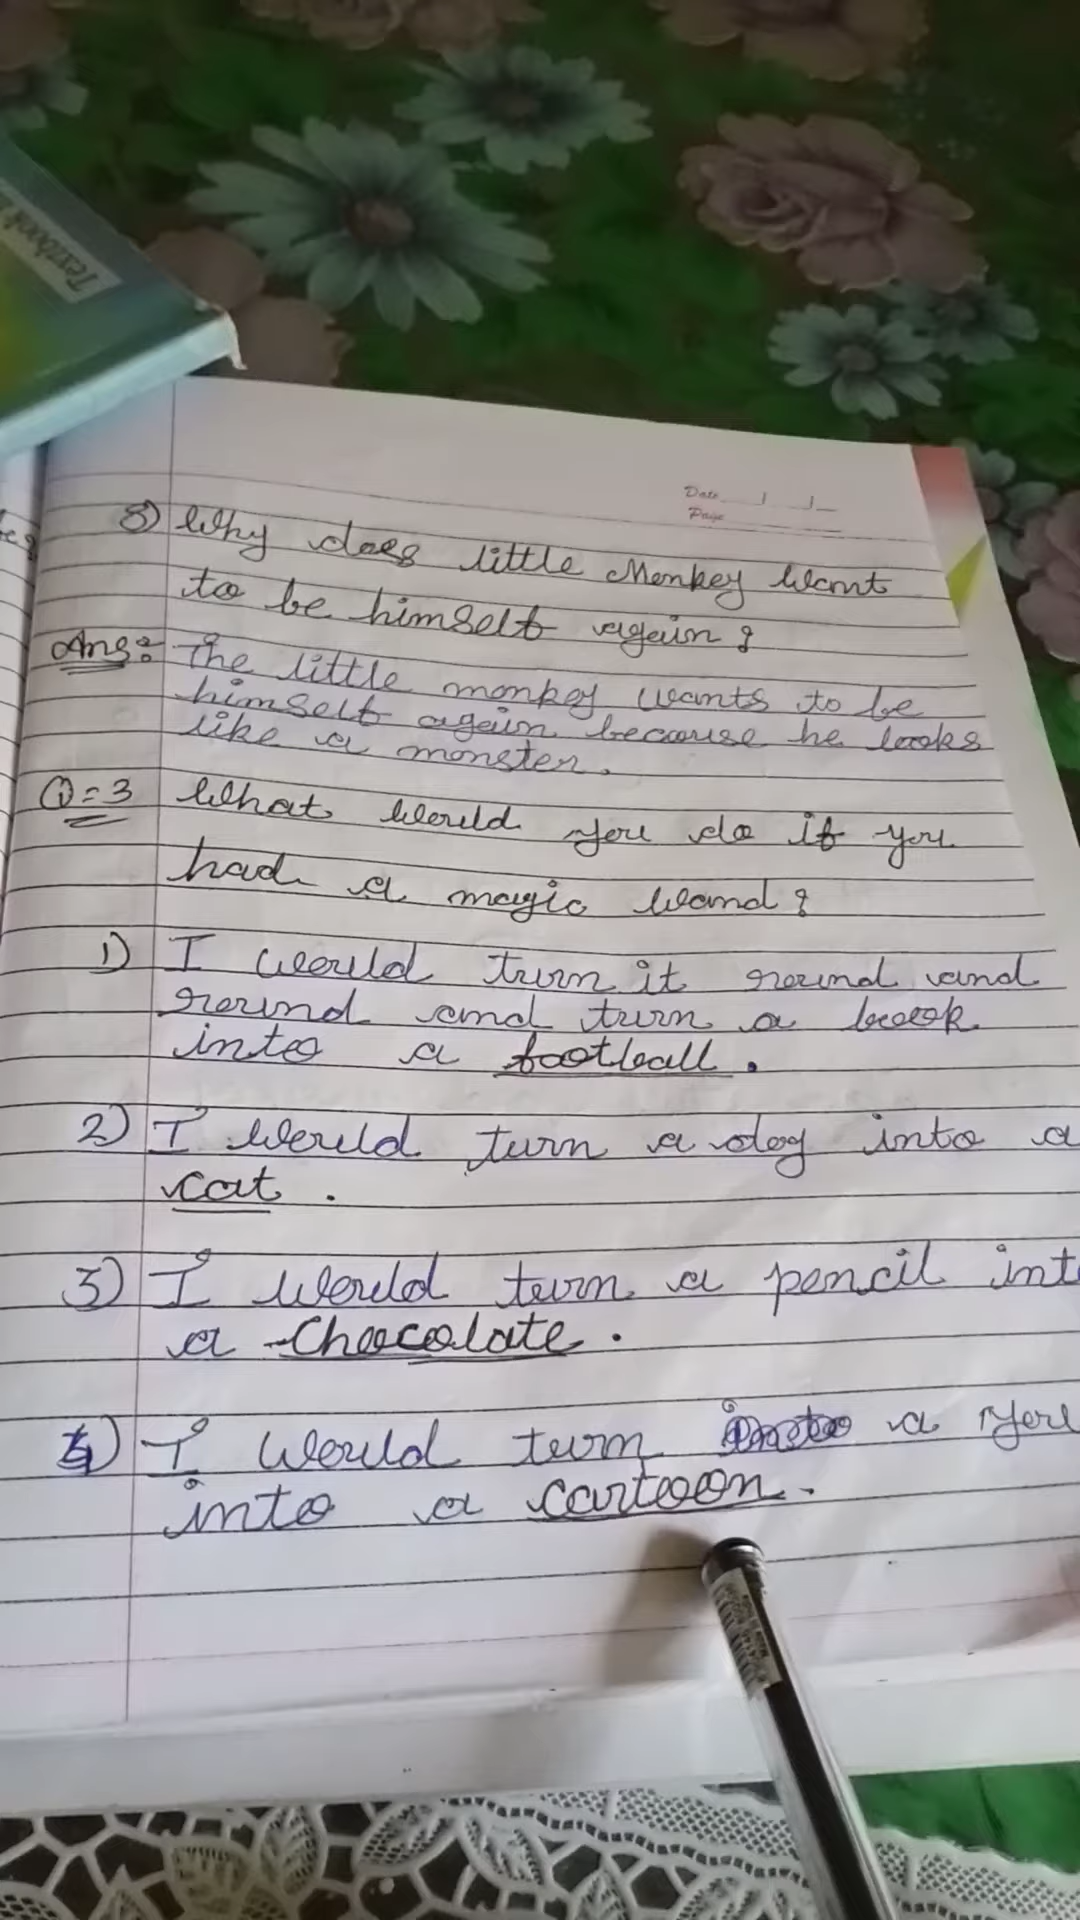 Textbook
Date
Page
8) Why does little Monkey want
to be himself again?
Ans: The little monkey wants to be
himself again because he looks
like a monster.
Q=3 What would you do if you
had a magic wand?
1) I would turn it round and
round and turn a book
into a football.
2) I would turn a dog into a
cat.
3) I would turn a pencil int
a Chocolate.
4) I would turn a you
into a cartoon.